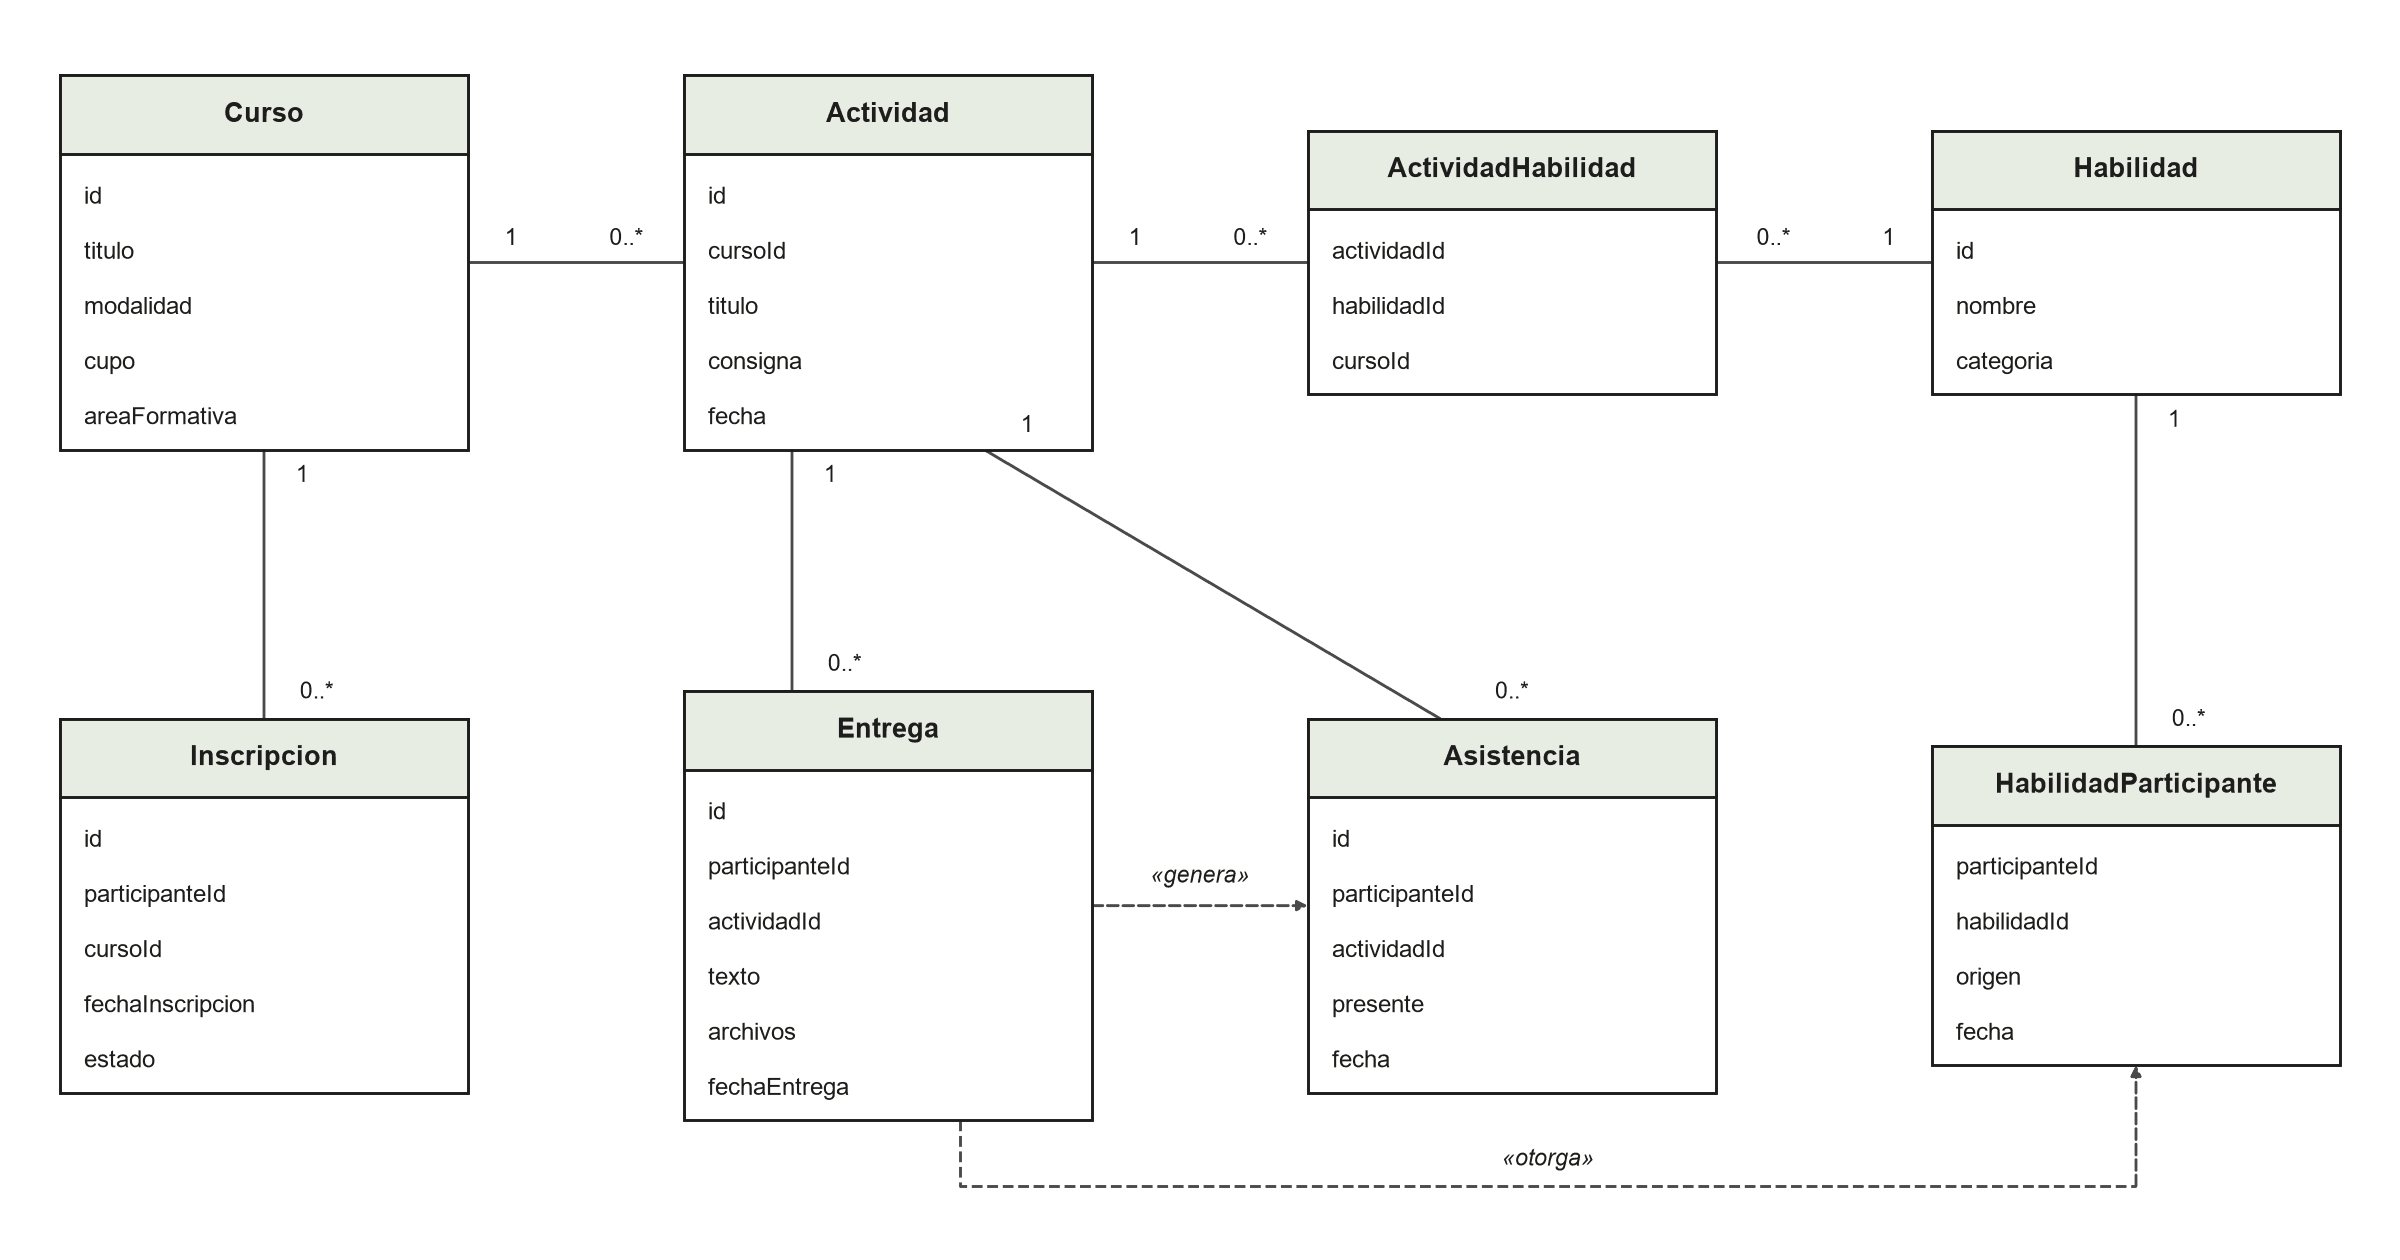 Curso
id
titulo
modalidad
cupo
areaFormativa
1
0..*
Actividad
id
cursoId
titulo
consigna
fecha
1
0..*
ActividadHabilidad
actividadId
habilidadId
cursoId
0..*
1
Habilidad
id
nombre
categoria
1
1
1
1
0..*
0..*
0..*
0..*
Inscripcion
id
participanteId
cursoId
fechaInscripcion
estado
Entrega
id
participanteId
actividadId
texto
archivos
fechaEntrega
«genera»
Asistencia
id
participanteId
actividadId
presente
fecha
HabilidadParticipante
participanteId
habilidadId
origen
fecha
«otorga»